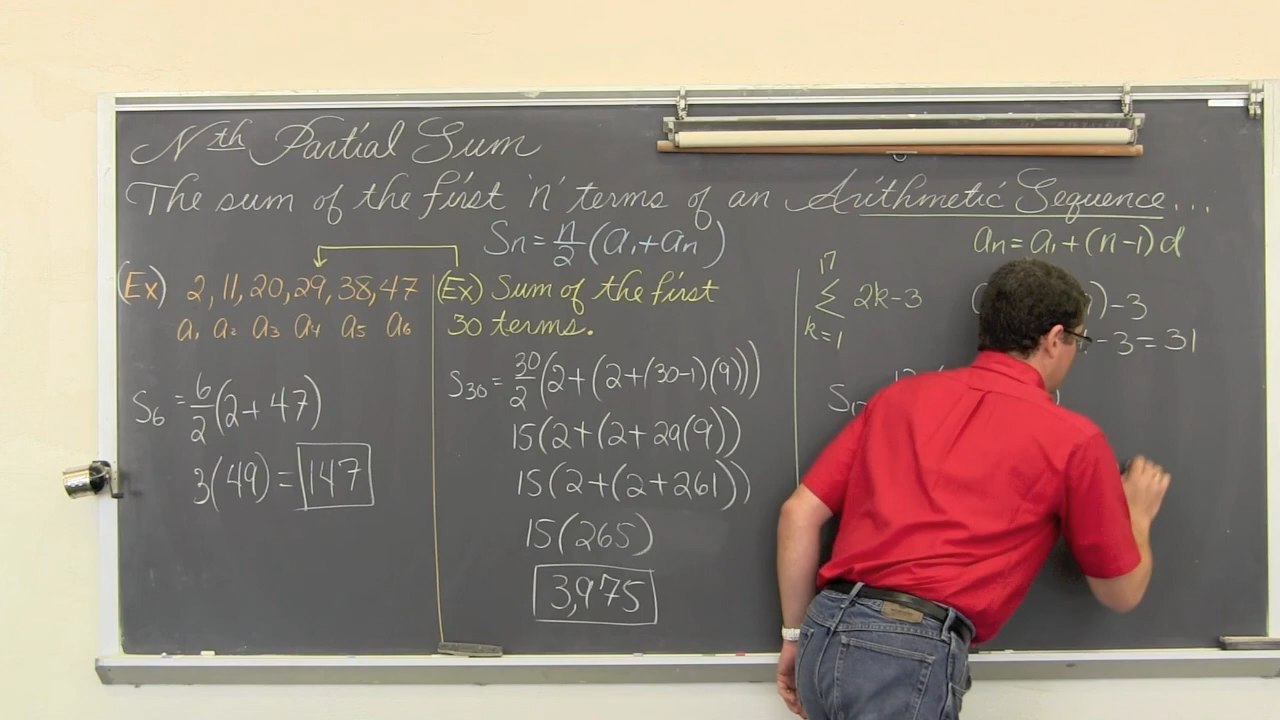 Nth Partial Sum
The sum of the first 'n' terms of an Arithmetic Sequence...
Sn = n/2 (a1 + an)
an = a1 + (n-1)d
(Ex) 2, 11, 20, 29, 38, 47
a1 a2 a3 a4 a5 a6
S6 = 6/2 (2 + 47)
3(49) = 147
(Ex) Sum of the first
30 terms.
S30 = 30/2 (2 + (2 + (30-1)(9)))
15(2 + (2 + 29(9))
15(2 + (2 + 261))
15(265)
3,975
17
Σ 2k-3
k=1
)-3
-3 = 31
S